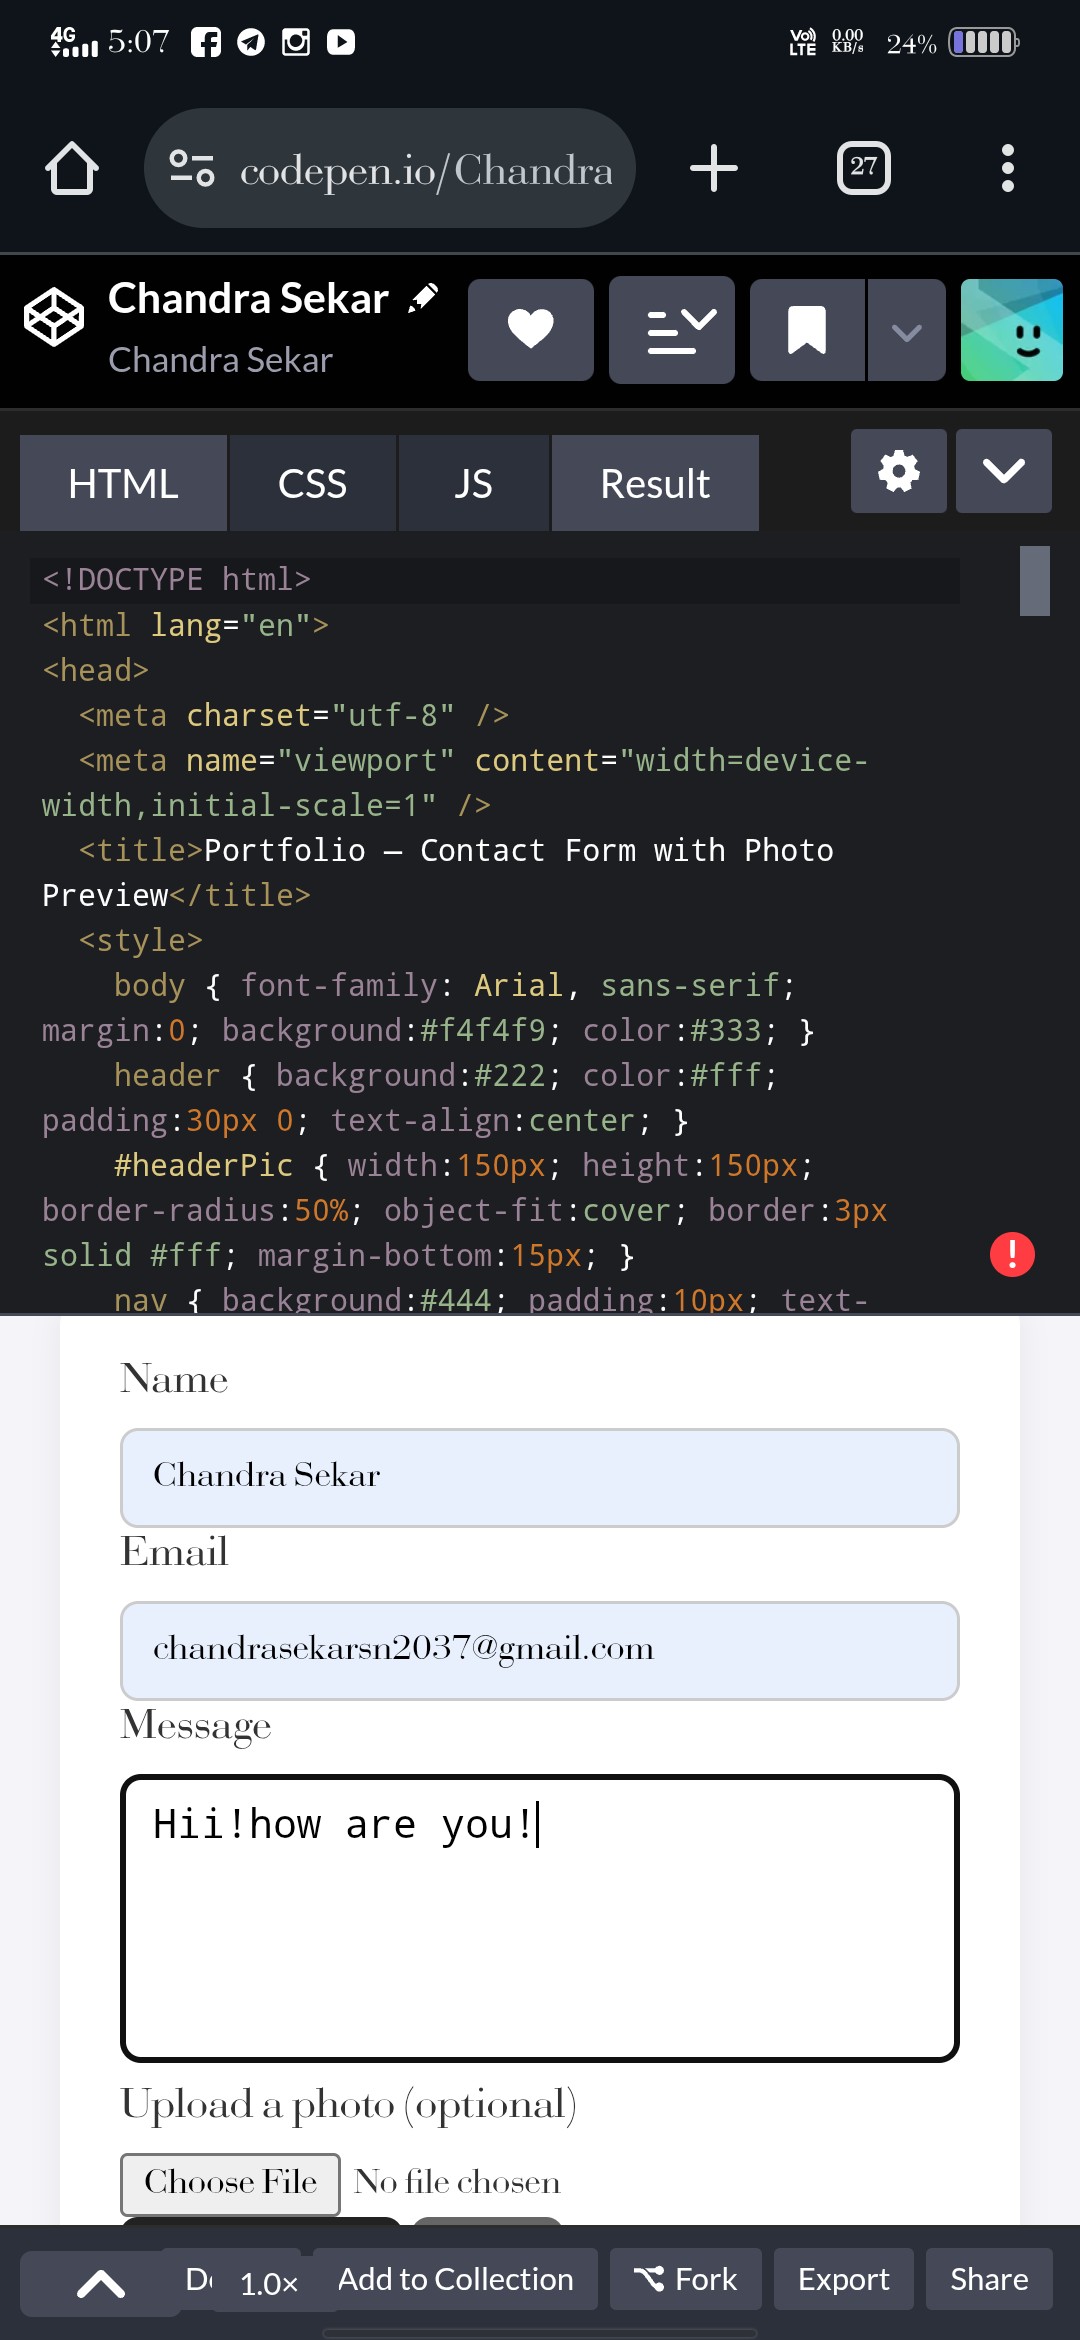 4G 5:07 VoLTE 0.00 KB/s 24%
codepen.io/Chandra 27
Chandra Sekar
Chandra Sekar
HTML CSS JS Result
<!DOCTYPE html>
<html lang="en">
<head>
  <meta charset="utf-8" />
  <meta name="viewport" content="width=device-
width,initial-scale=1" />
  <title>Portfolio — Contact Form with Photo
Preview</title>
  <style>
    body { font-family: Arial, sans-serif;
margin:0; background:#f4f4f9; color:#333; }
    header { background:#222; color:#fff;
padding:30px 0; text-align:center; }
    #headerPic { width:150px; height:150px;
border-radius:50%; object-fit:cover; border:3px
solid #fff; margin-bottom:15px; }
    nav { background:#444; padding:10px; text-
Name
Chandra Sekar
Email
chandrasekarsn2037@gmail.com
Message
Hii!how are you!
Upload a photo (optional)
Choose File No file chosen
1.0× Add to Collection Fork Export Share